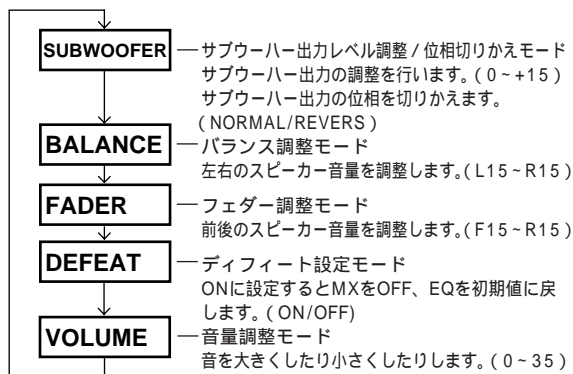 SUBWOOFER
サブウーハー出力レベル調整 / 位相切りかえモード
サブウーハー出力の調整を行います。( 0 ~ +15 )
サブウーハー出力の位相を切りかえます。
( NORMAL/REVERS )
BALANCE
バランス調整モード
左右のスピーカー音量を調整します。( L15 ~ R15 )
FADER
フェダー調整モード
前後のスピーカー音量を調整します。( F15 ~ R15 )
DEFEAT
ディフィート設定モード
ONに設定するとMXをOFF、EQを初期値に戻
します。( ON/OFF)
VOLUME
音量調整モード
音を大きくしたり小さくしたりします。( 0 ~ 35 )